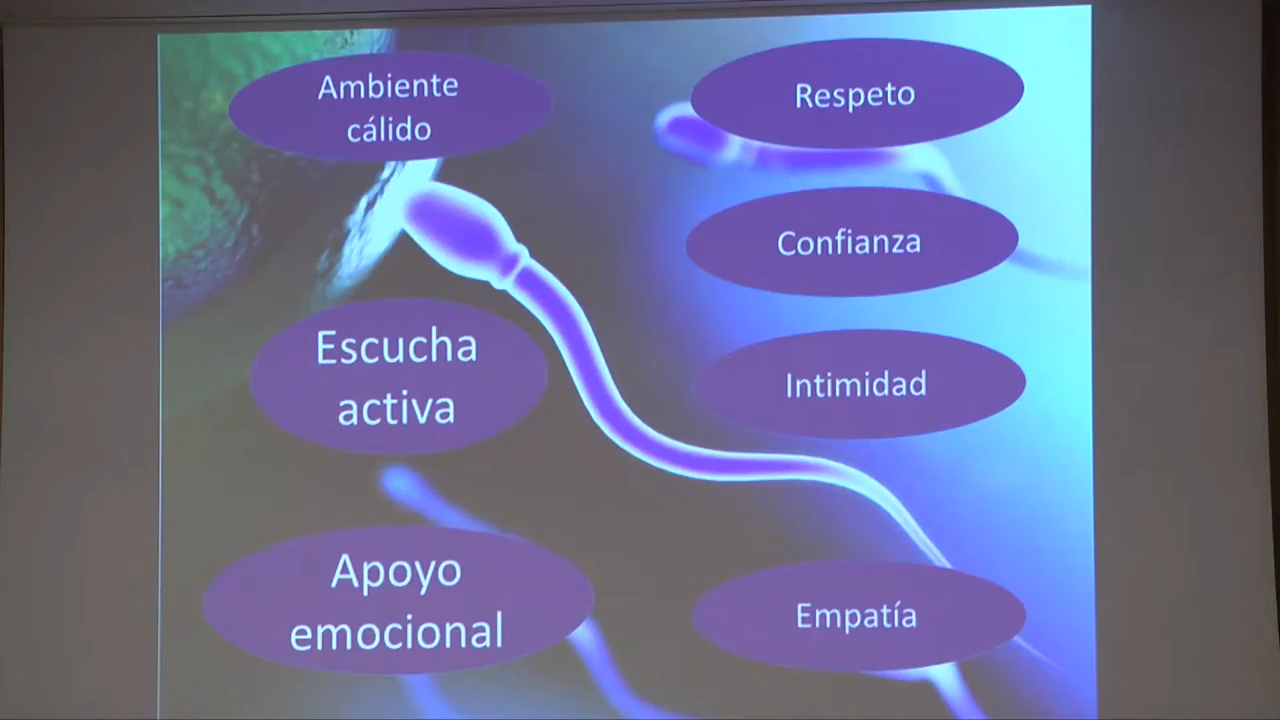 Ambiente
cálido
Respeto
Confianza
Escucha
activa
Intimidad
Apoyo
emocional
Empatía